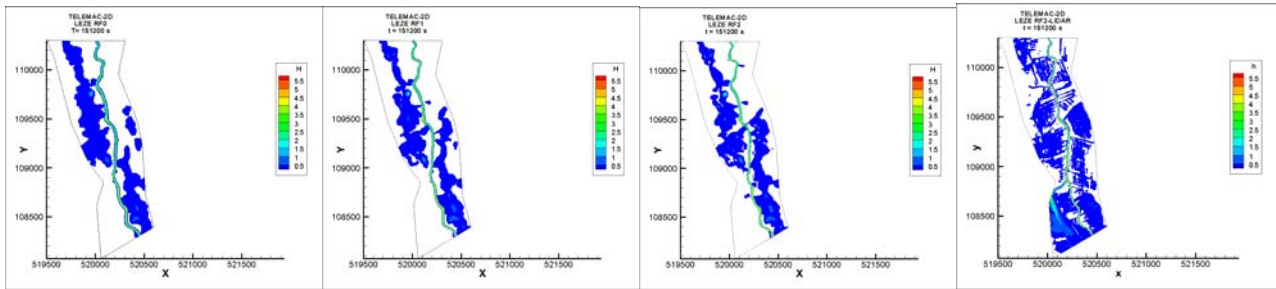 TELEMAC-2D
LEZE RF0
T= 151200 s
110000
109500
109000
108500
Y
519500 520000 520500 521000 521500
X
H
5.5
5
4.5
4
3.5
3
2.5
2
1.5
1
0.5
TELEMAC-2D
LEZE RF1
t = 151200 s
110000
109500
109000
108500
Y
519500 520000 520500 521000 521500
X
H
5.5
5
4.5
4
3.5
3
2.5
2
1.5
1
0.5
TELEMAC-2D
LEZE RF2
t = 151200 s
110000
109500
109000
108500
Y
519500 520000 520500 521000 521500
X
H
5.5
5
4.5
4
3.5
3
2.5
2
1.5
1
0.5
TELEMAC-2D
LEZE RF2-LIDAR
t = 151200 s
110000
109500
109000
108500
y
519500 520000 520500 521000 521500
x
h
5.5
5
4.5
4
3.5
3
2.5
2
1.5
1
0.5